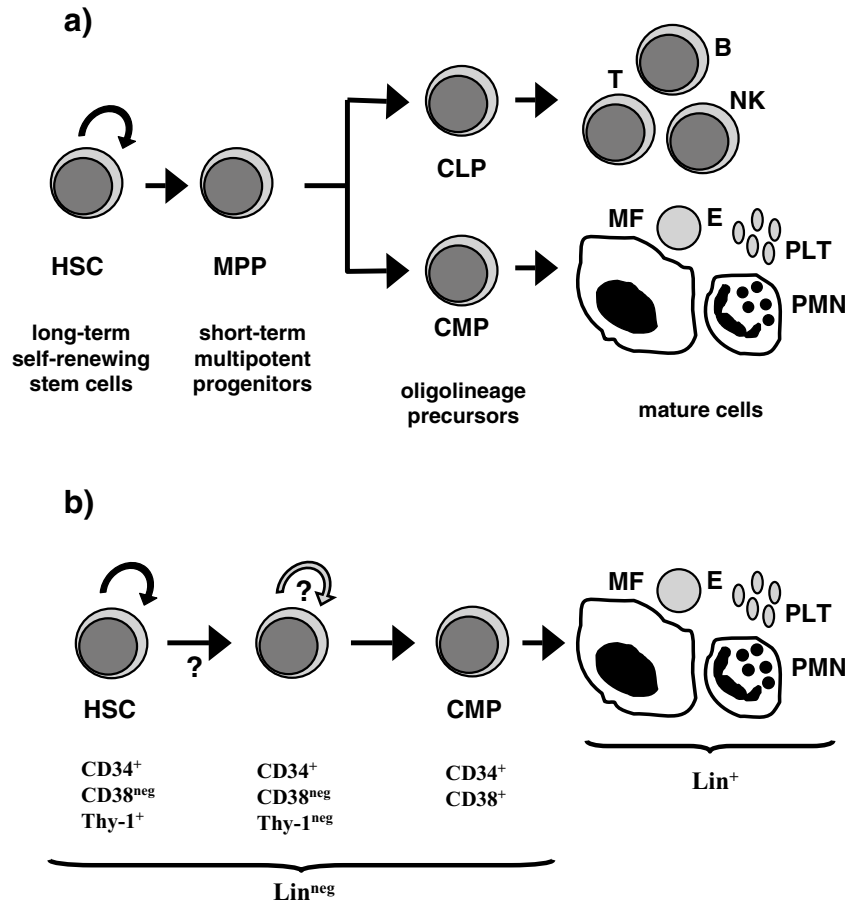 a)
T
B
NK
CLP
HSC
MPP
MF
E
PLT
PMN
CMP
long-term
self-renewing
stem cells
short-term
multipotent
progenitors
oligolineage
precursors
mature cells
b)
?
?
HSC
CMP
MF
E
PLT
PMN
CD34⁺
CD38ⁿᵉᵍ
Thy-1⁺
CD34⁺
CD38ⁿᵉᵍ
Thy-1ⁿᵉᵍ
CD34⁺
CD38⁺
Lin⁺
Linⁿᵉᵍ